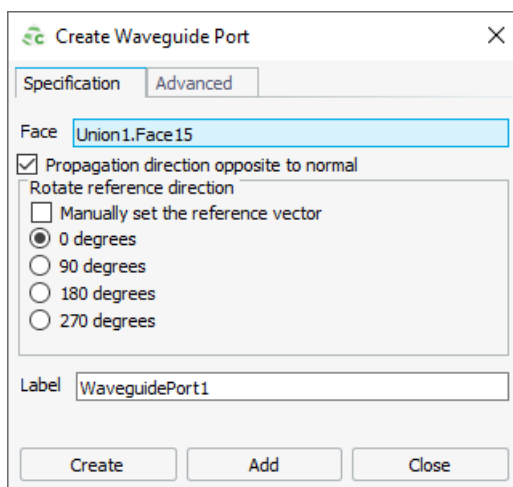 Create Waveguide Port
Specification Advanced
Face Union1.Face15
Propagation direction opposite to normal
Rotate reference direction
Manually set the reference vector
0 degrees
90 degrees
180 degrees
270 degrees
Label WaveguidePort1
Create Add Close